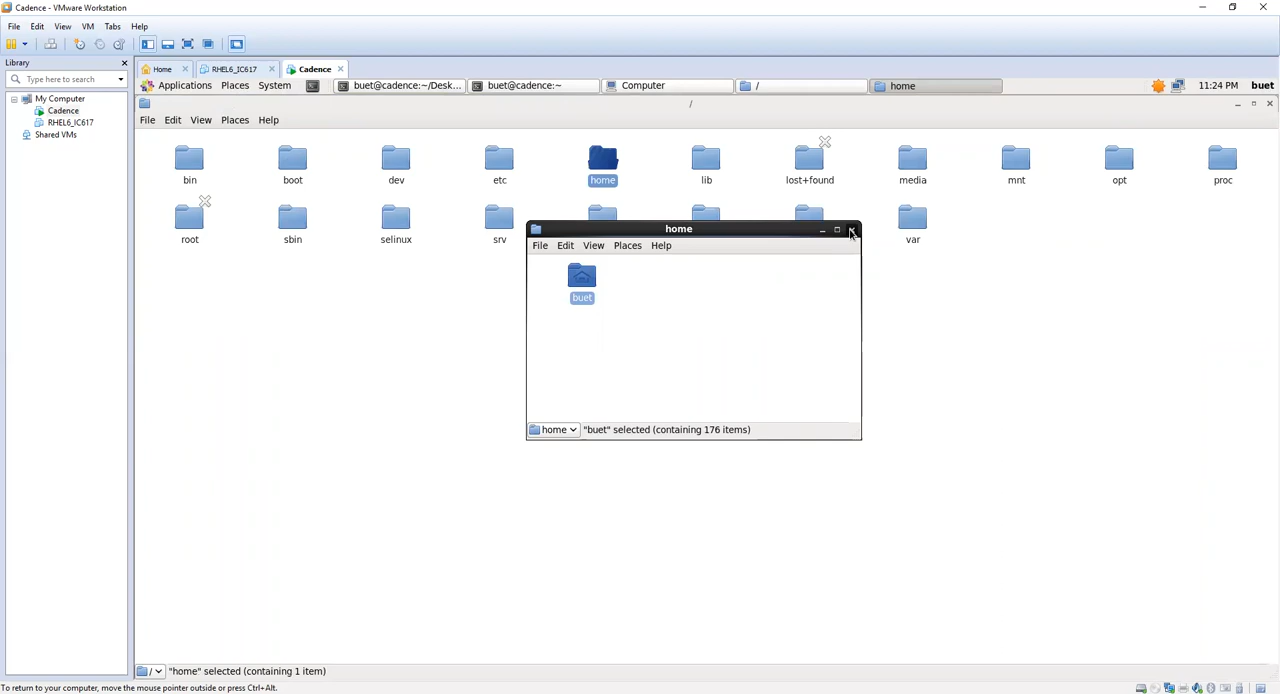 Cadence - VMware Workstation
File Edit View VM Tabs Help
Library
Type here to search
My Computer
Cadence
RHEL6_IC617
Shared VMs
Home RHEL6_IC617 Cadence
Applications Places System buet@cadence:~/Desk... buet@cadence:~ Computer / home 11:24 PM buet
/
File Edit View Places Help
bin boot dev etc home lib lost+found media mnt opt proc
root sbin selinux srv var
home
File Edit View Places Help
buet
home "buet" selected (containing 176 items)
/ "home" selected (containing 1 item)
To return to your computer, move the mouse pointer outside or press Ctrl+Alt.